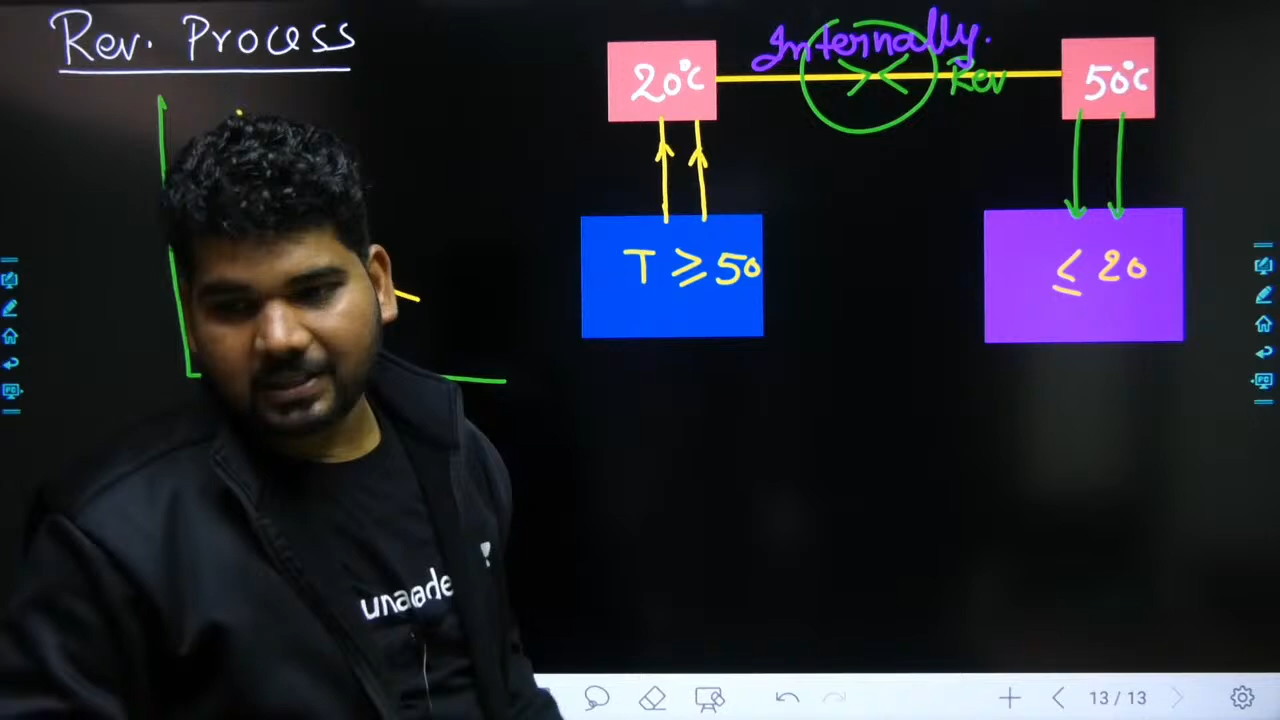 Rev. Process
Internally.
20°C
Rev
50°C
T ≥ 50
≤ 20
unacade
13 / 13